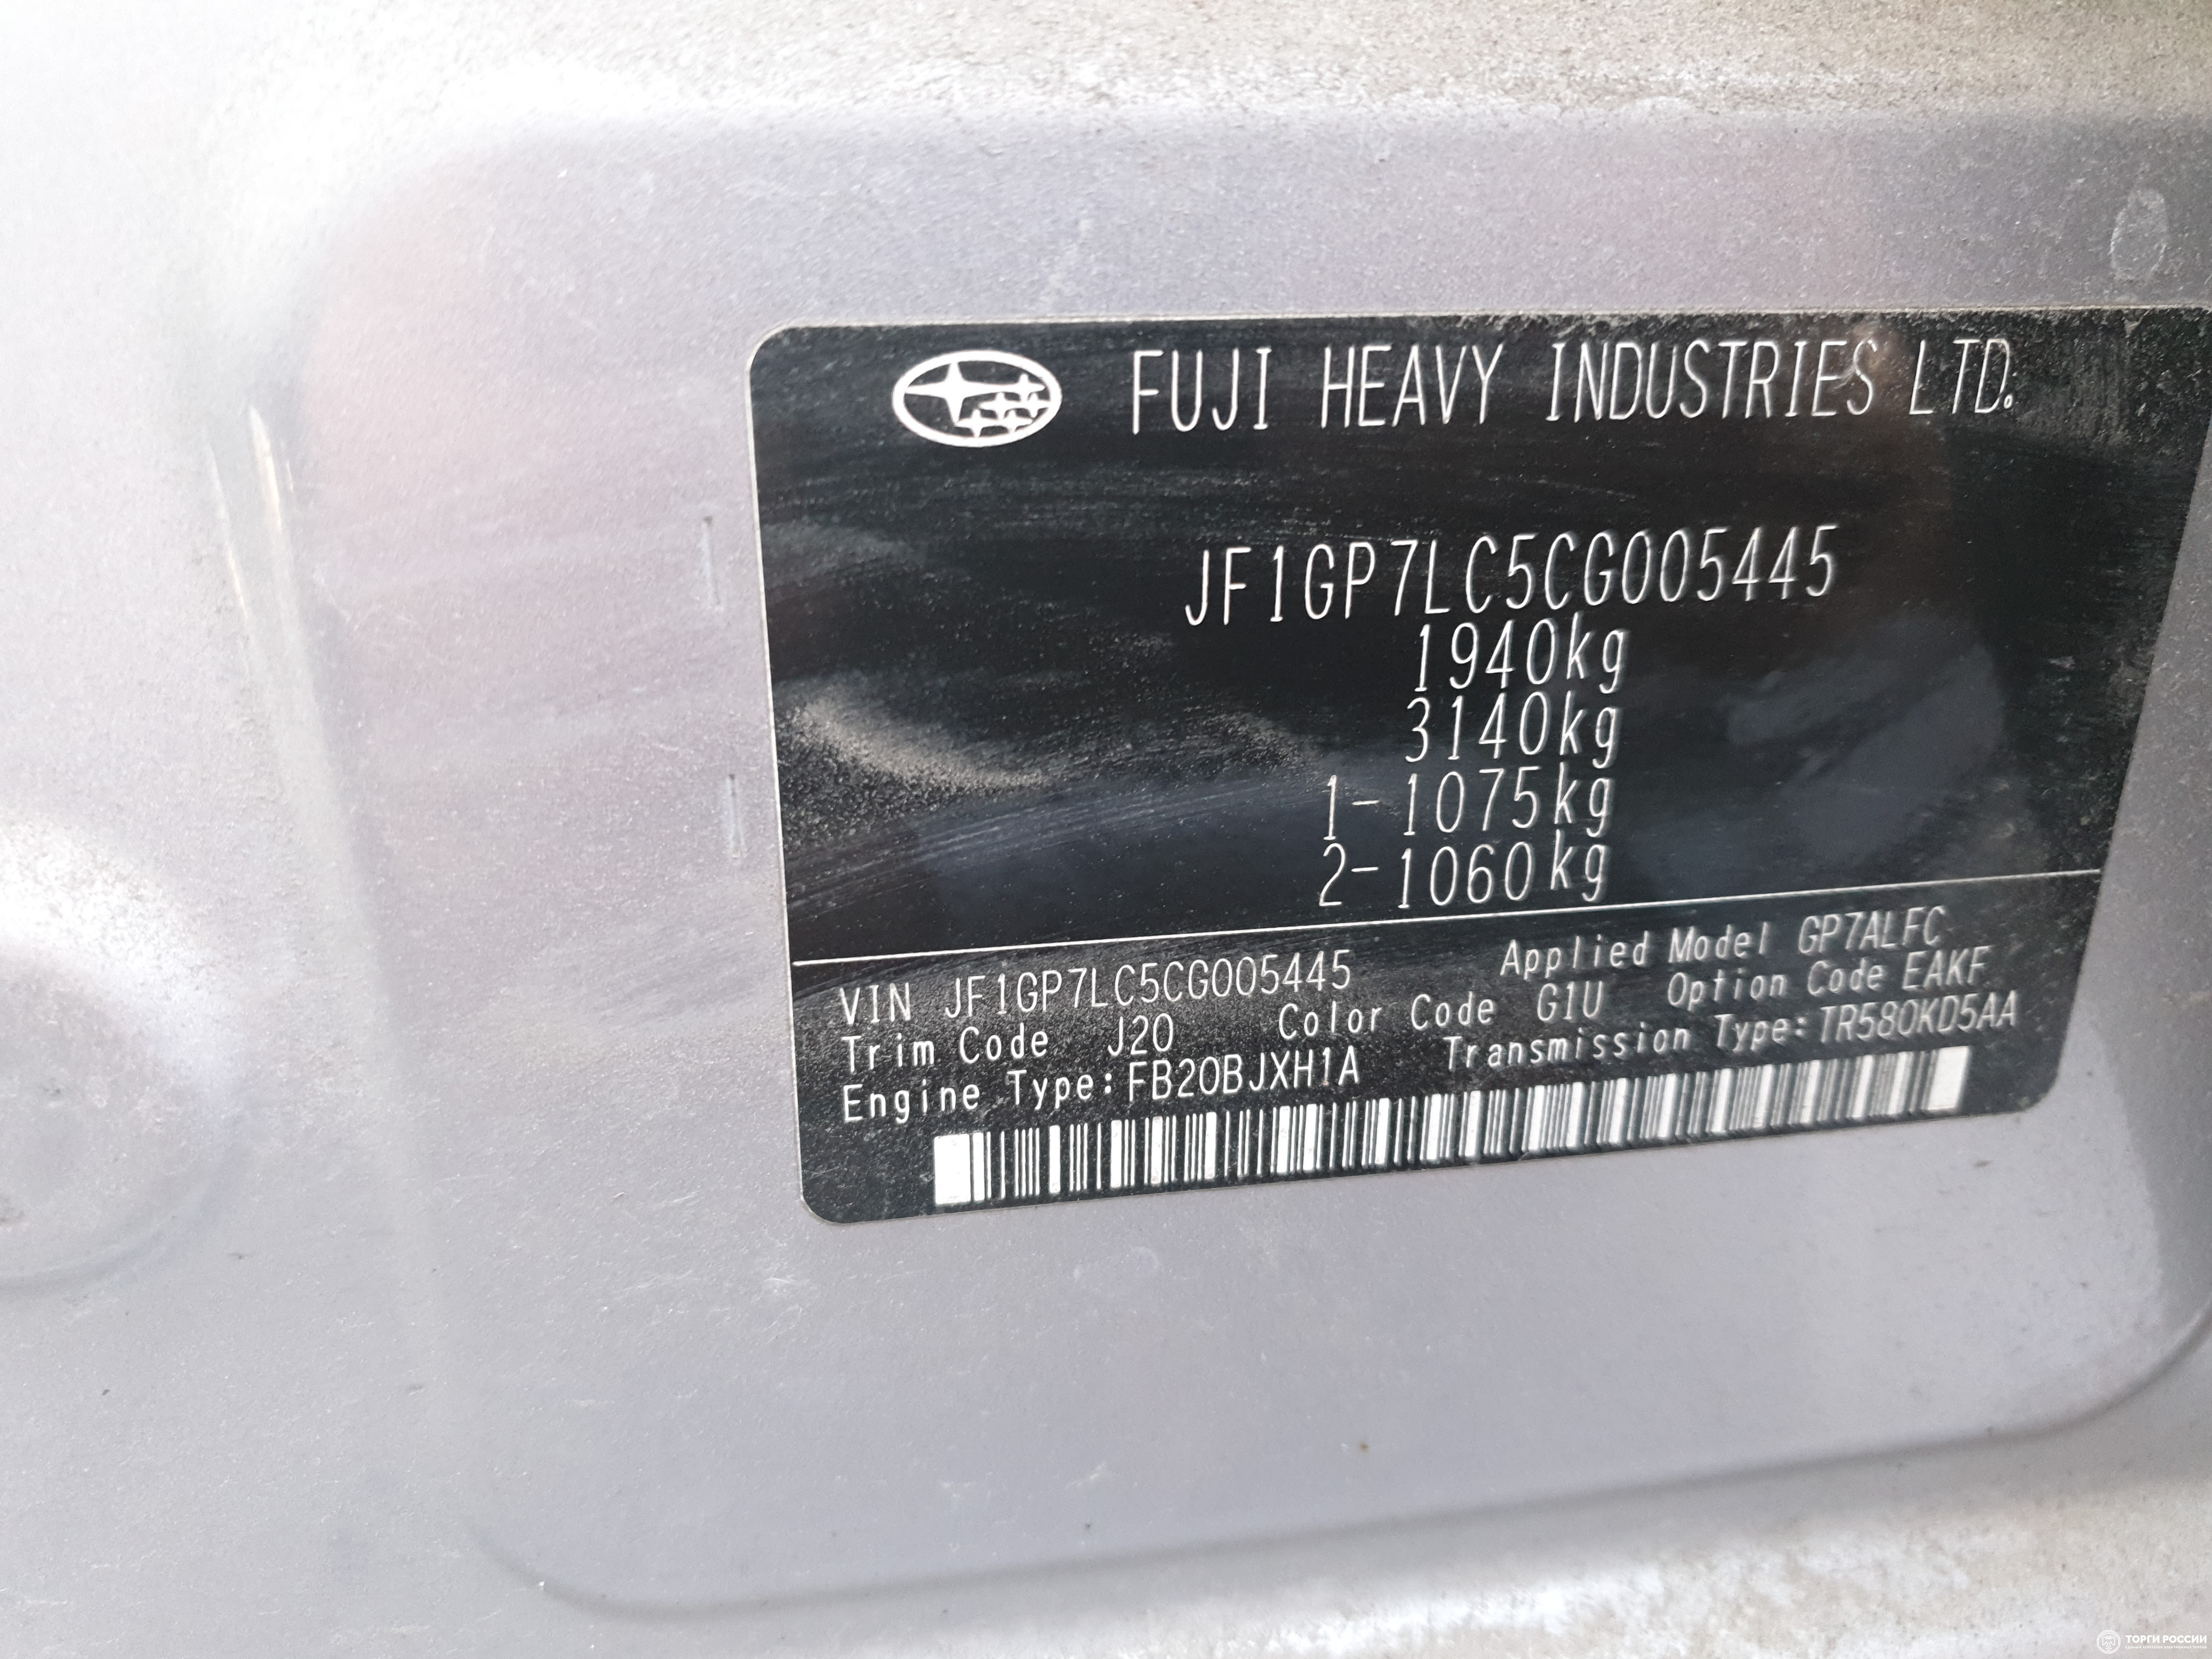 FUJI HEAVY INDUSTRIES LTD.
JF1GP7LC5CG005445
1940kg
3140kg
1-1075kg
2-1060kg
VIN JF1GP7LC5CG005445 Applied Model GP7ALFC
Trim Code J20 Color Code G1U Option Code EAKF
Engine Type:FB20BJXH1A Transmission Type:TR580KD5AA
ТОРГИ РОССИИ